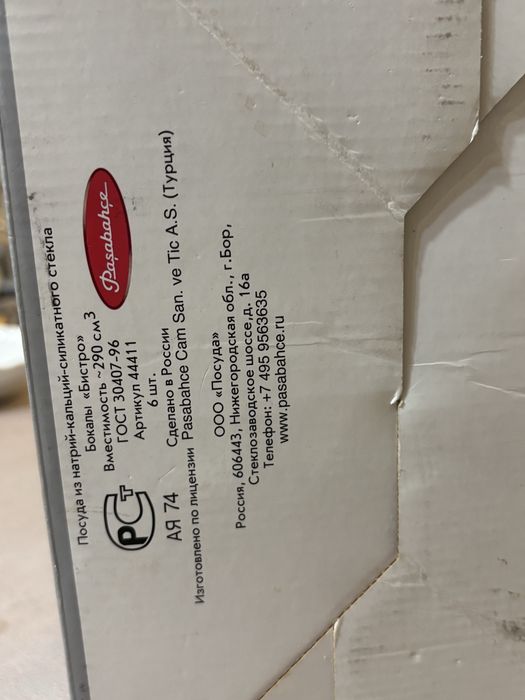 Посуда из натрий-кальций-силикатного стекла
Бокалы «Бистро»
Вместимость ~290 см3
ГОСТ 30407-96
Артикул 44411
6 шт.
Paşabahçe
РСТ
АЯ 74
Сделано в России
Изготовлено по лицензии Pasabahce Cam San. ve Tic A.S. (Турция)
ООО «Посуда»
Россия, 606443, Нижегородская обл., г.Бор,
Стеклозаводское шоссе,д. 16а
Телефон: +7 495 9563635
www.pasabahce.ru